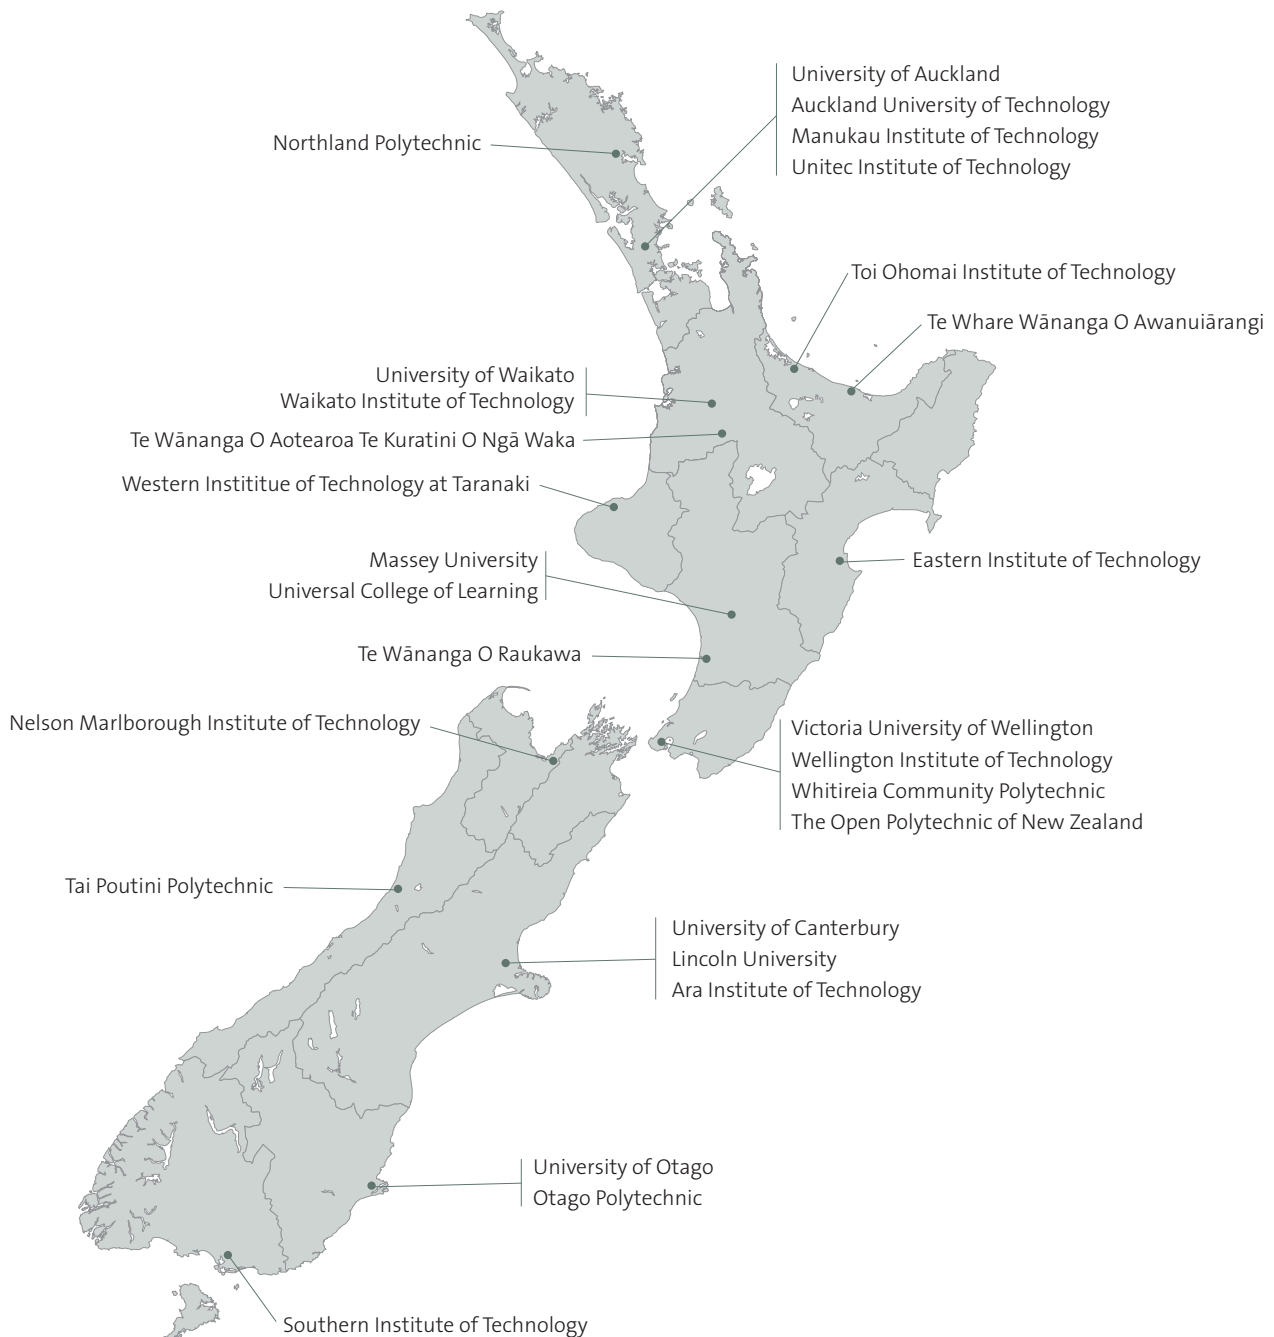 University of Auckland
Auckland University of Technology
Manukau Institute of Technology
Unitec Institute of Technology
Northland Polytechnic
Toi Ohomai Institute of Technology
Te Whare Wānanga O Awanuiārangi
University of Waikato
Waikato Institute of Technology
Te Wānanga O Aotearoa Te Kuratini O Ngā Waka
Western Instititue of Technology at Taranaki
Massey University
Universal College of Learning
Eastern Institute of Technology
Te Wānanga O Raukawa
Nelson Marlborough Institute of Technology
Victoria University of Wellington
Wellington Institute of Technology
Whitireia Community Polytechnic
The Open Polytechnic of New Zealand
Tai Poutini Polytechnic
University of Canterbury
Lincoln University
Ara Institute of Technology
University of Otago
Otago Polytechnic
Southern Institute of Technology